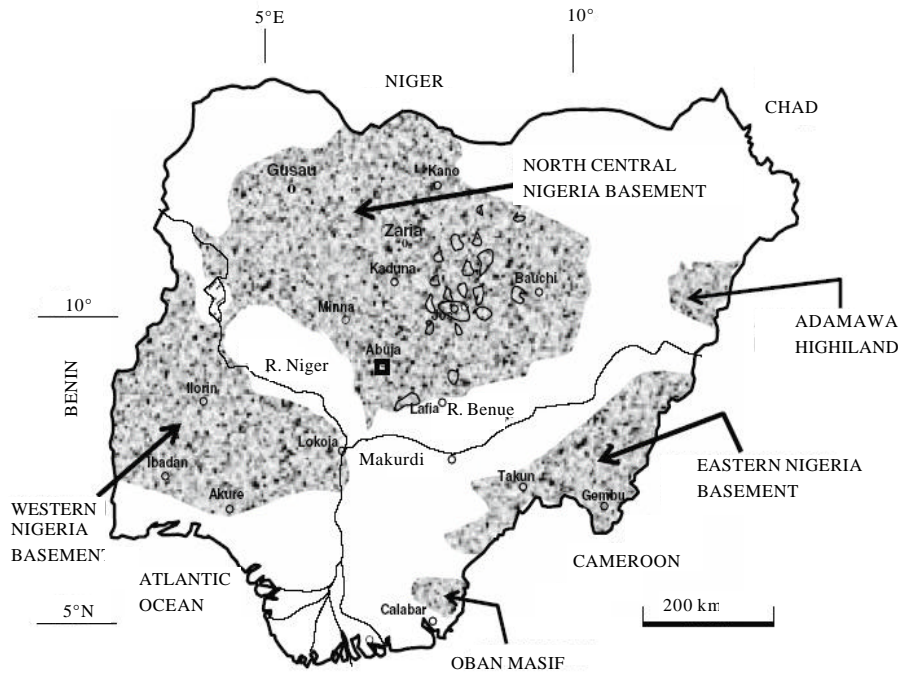 5°E
10°
NIGER
CHAD
NORTH CENTRAL
NIGERIA BASEMENT
Gusau
Kano
Zaria
Kaduna
Bauchi
10°
Minna
Jos
ADAMAWA
HIGHILAND
Abuja
R. Niger
BENIN
Ilorin
Lafia
R. Benue
Lokoja
Makurdi
EASTERN NIGERIA
BASEMENT
Ibadan
Takun
Akure
Gembu
WESTERN
NIGERIA
BASEMENT
CAMEROON
ATLANTIC
OCEAN
5°N
Calabar
200 km
OBAN MASIF